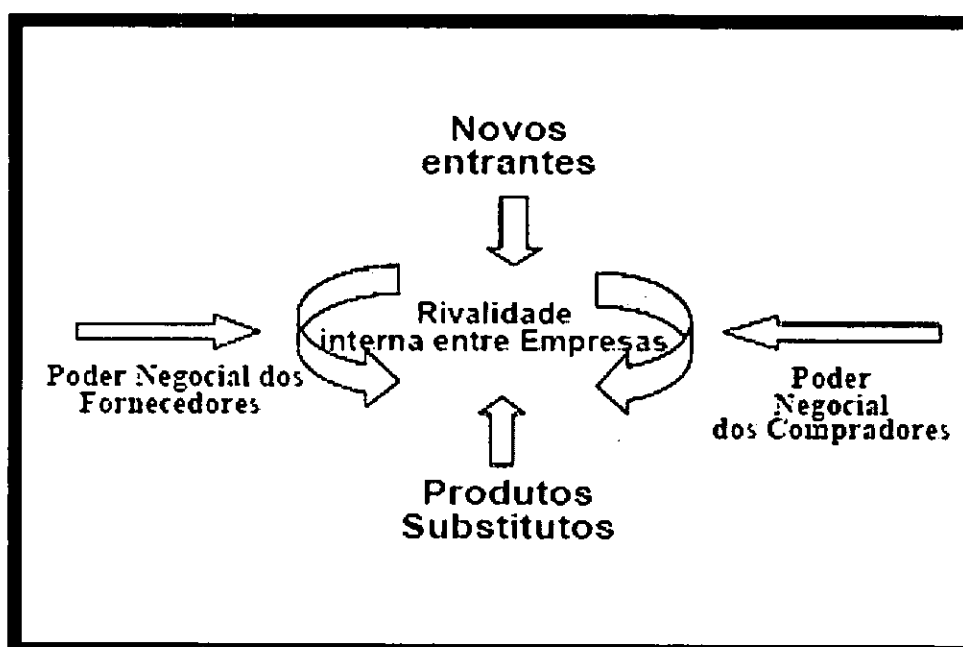 Novos
entrantes
Rivalidade
interna entre Empresas
Poder Negocial dos
Fornecedores
Poder
Negocial
dos Compradores
Produtos
Substitutos